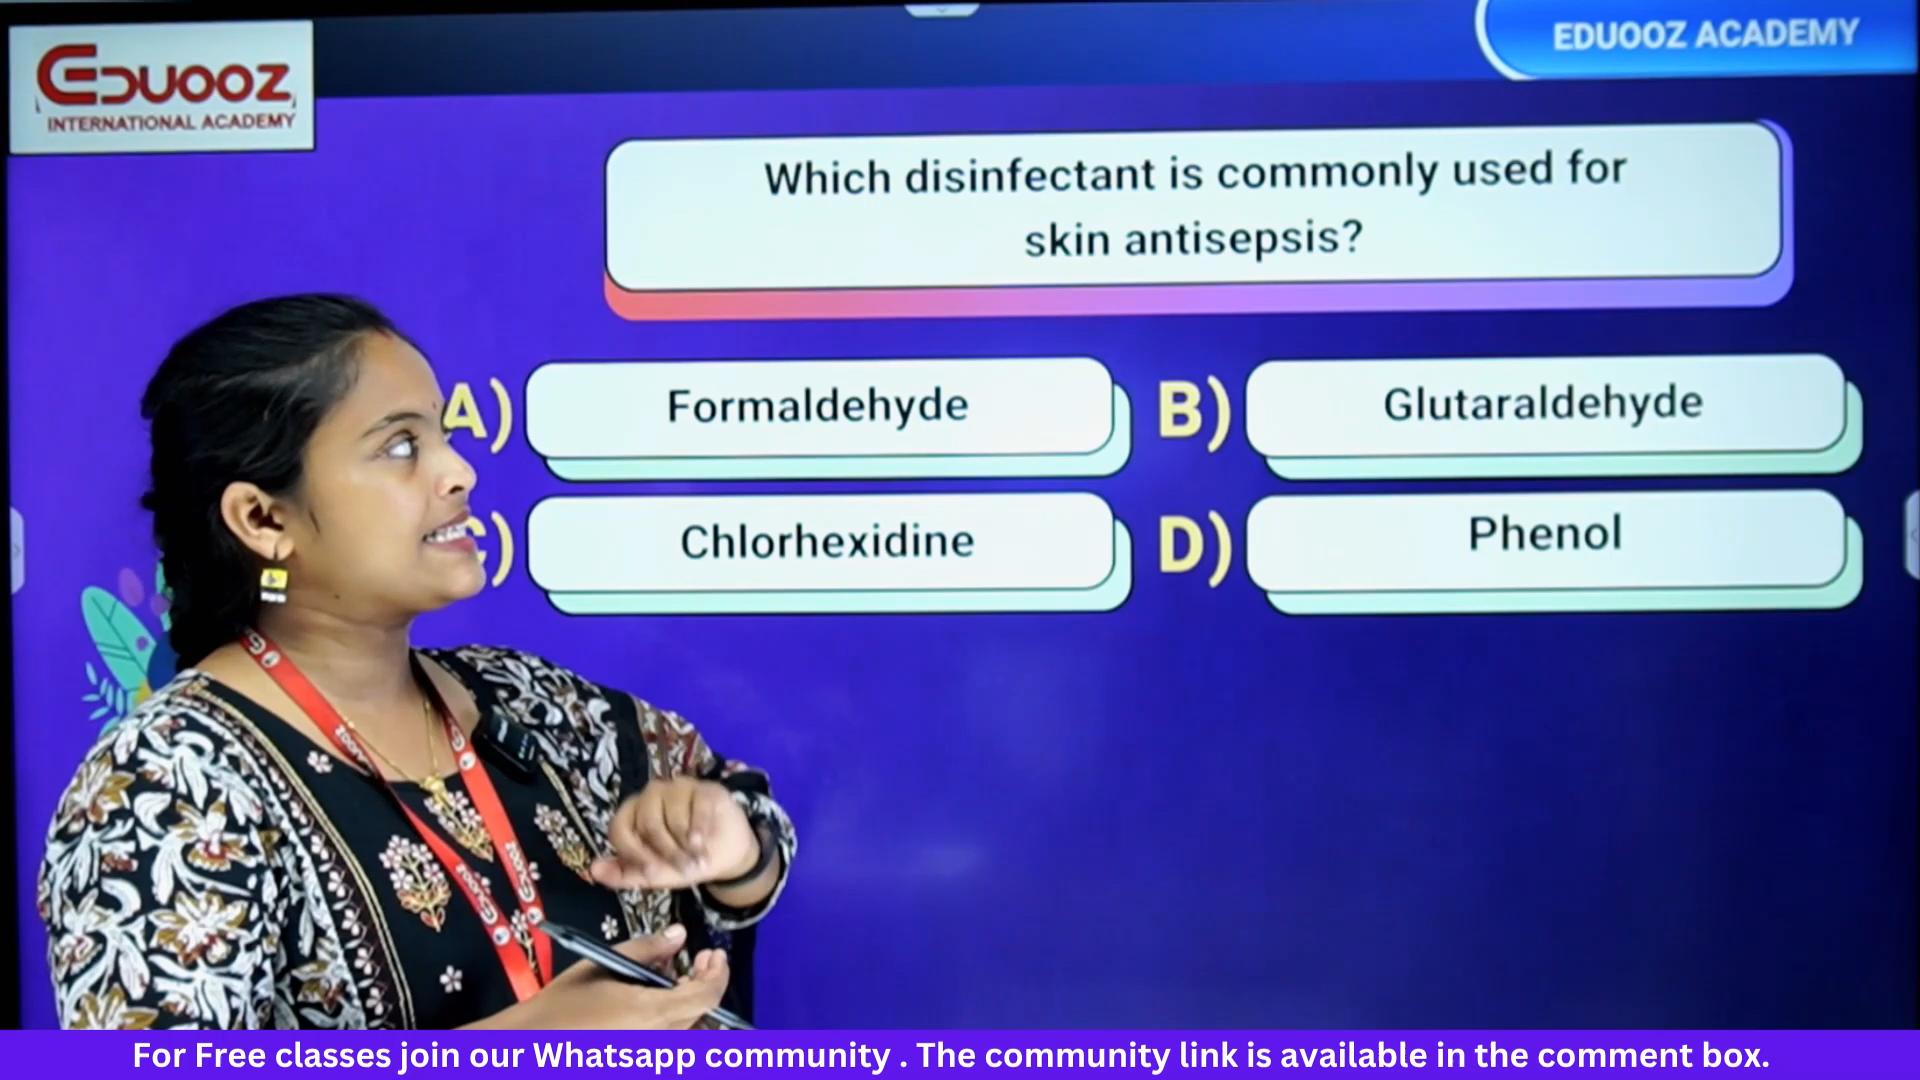 EDUOOZ
INTERNATIONAL ACADEMY
EDUOOZ ACADEMY
Which disinfectant is commonly used for
skin antisepsis?
A) Formaldehyde
B) Glutaraldehyde
C) Chlorhexidine
D) Phenol
For Free classes join our Whatsapp community . The community link is available in the comment box.